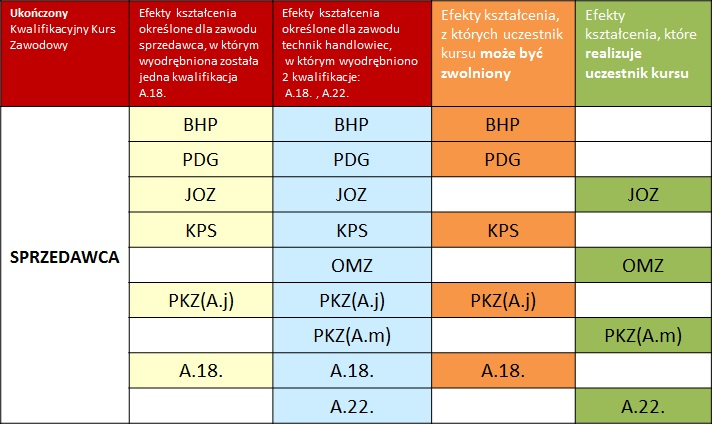 Ukończony
Kwalifikacyjny Kurs
Zawodowy
Efekty kształcenia
określone dla zawodu
sprzedawca, w którym
wyodrębniona została
jedna kwalifikacja
A.18.
Efekty kształcenia
określone dla zawodu
technik handlowiec,
w którym wyodrębniono
2 kwalifikacje:
A.18. , A.22.
Efekty kształcenia,
z których uczestnik
kursu może być
zwolniony
Efekty
kształcenia, które
realizuje
uczestnik kursu
SPRZEDAWCA
BHP BHP BHP
PDG PDG PDG
JOZ JOZ JOZ
KPS KPS KPS
OMZ OMZ
PKZ(A.j) PKZ(A.j) PKZ(A.j)
PKZ(A.m) PKZ(A.m)
A.18. A.18. A.18.
A.22. A.22.